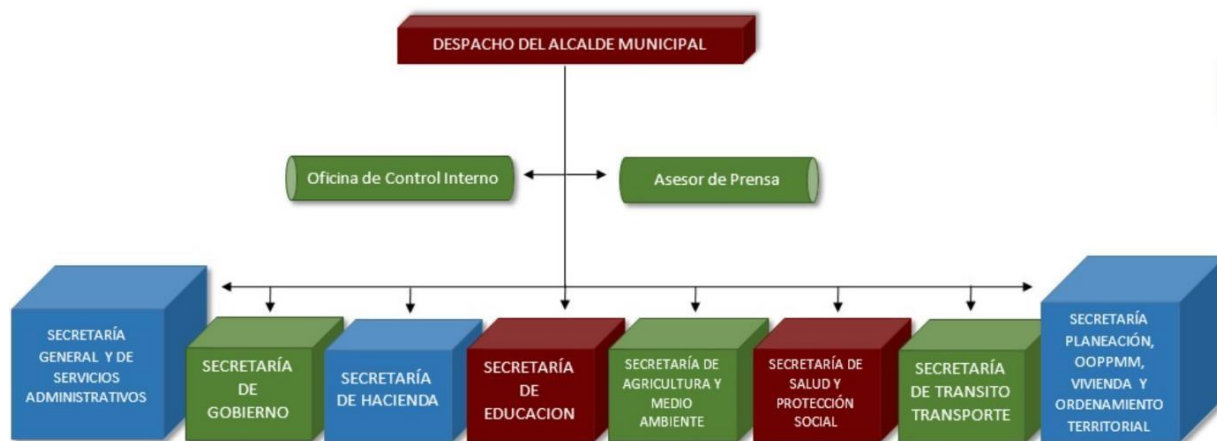 DESPACHO DEL ALCALDE MUNICIPAL
Oficina de Control Interno
Asesor de Prensa
SECRETARÍA
GENERAL Y DE
SERVICIOS
ADMINISTRATIVOS
SECRETARÍA
DE
GOBIERNO
SECRETARÍA
DE HACIENDA
SECRETARÍA
DE
EDUCACION
SECRETARÍA DE
AGRICULTURA Y
MEDIO
AMBIENTE
SECRETARÍA DE
SALUD Y
PROTECCIÓN
SOCIAL
SECRETARÍA
DE TRANSITO
TRANSPORTE
SECRETARÍA
PLANEACIÓN,
OOPPMM,
VIVIENDA Y
ORDENAMIENTO
TERRITORIAL